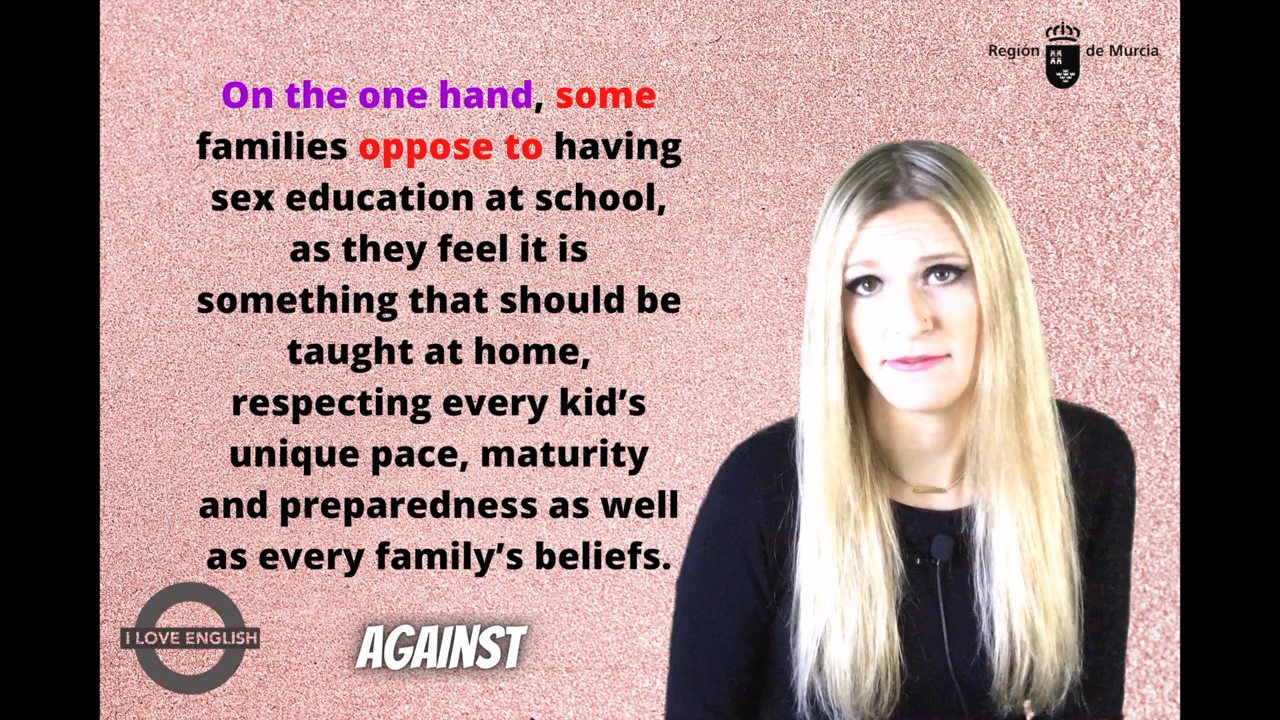 Región de Murcia
On the one hand, some
families oppose to having
sex education at school,
as they feel it is
something that should be
taught at home,
respecting every kid’s
unique pace, maturity
and preparedness as well
as every family’s beliefs.
I LOVE ENGLISH
AGAINST